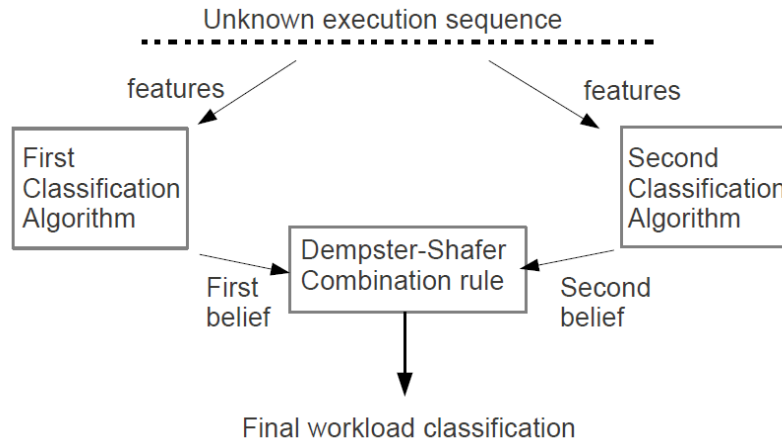 Unknown execution sequence
features
features
First
Classification
Algorithm
Second
Classification
Algorithm
Dempster-Shafer
Combination rule
First
belief
Second
belief
Final workload classification